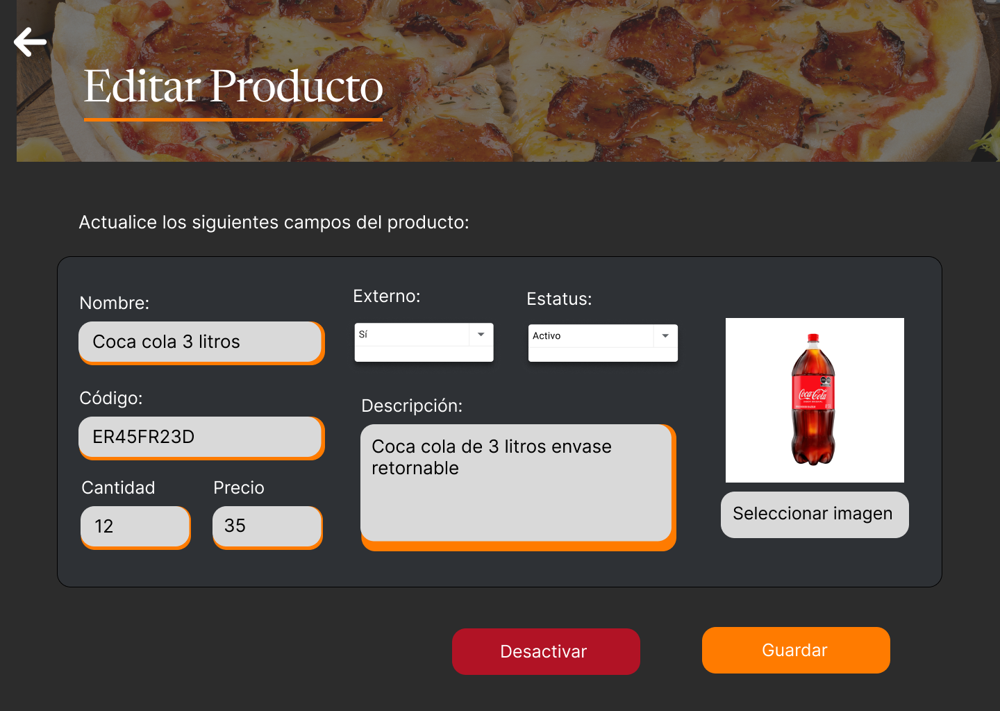 Editar Producto
Actualice los siguientes campos del producto:
Nombre:
Coca cola 3 litros
Externo:
Sí
Estatus:
Activo
Código:
ER45FR23D
Descripción:
Coca cola de 3 litros envase
retornable
Cantidad
12
Precio
35
Coca-Cola
Seleccionar imagen
Desactivar
Guardar